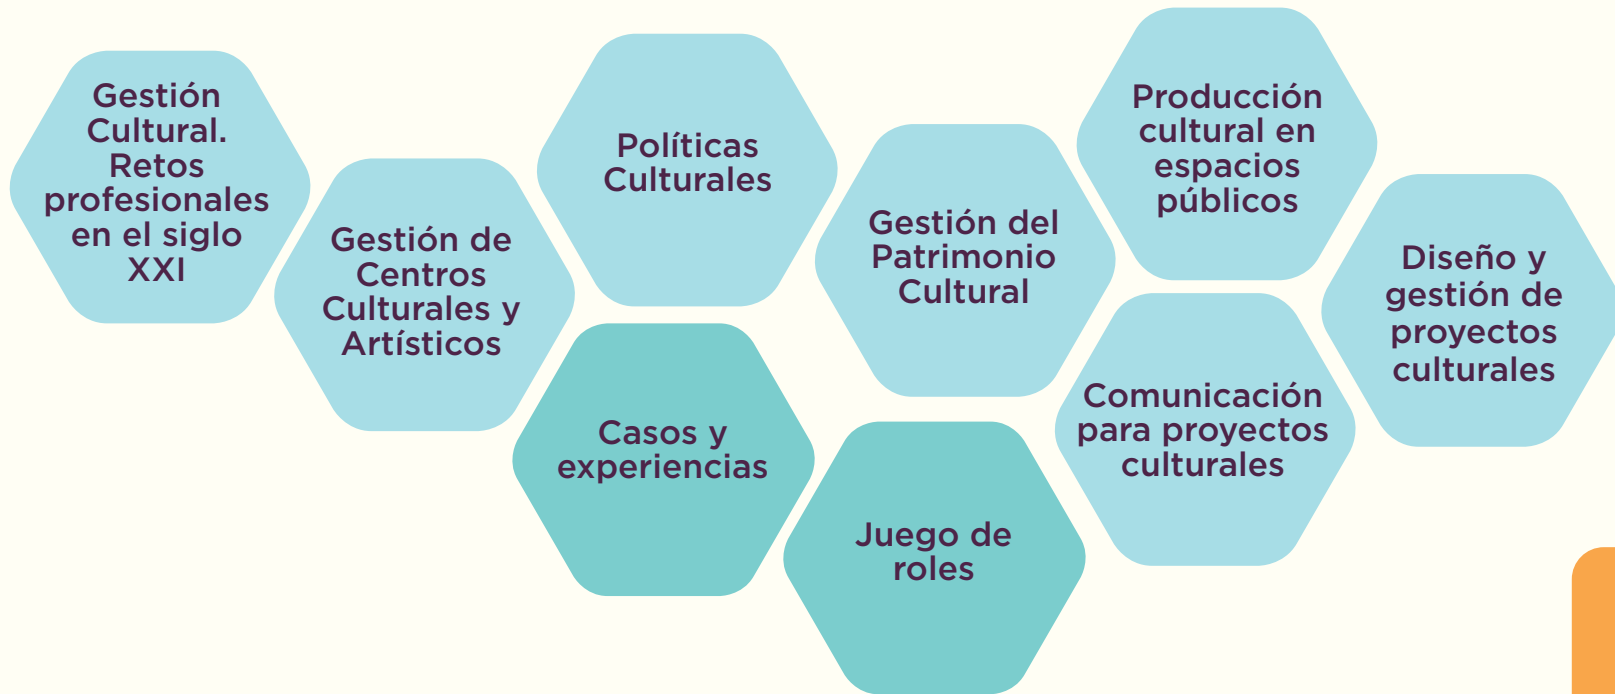 Gestión
Cultural.
Retos
profesionales
en el siglo
XXI
Gestión de
Centros
Culturales y
Artísticos
Políticas
Culturales
Casos y
experiencias
Gestión del
Patrimonio
Cultural
Juego de
roles
Producción
cultural en
espacios
públicos
Comunicación
para proyectos
culturales
Diseño y
gestión de
proyectos
culturales